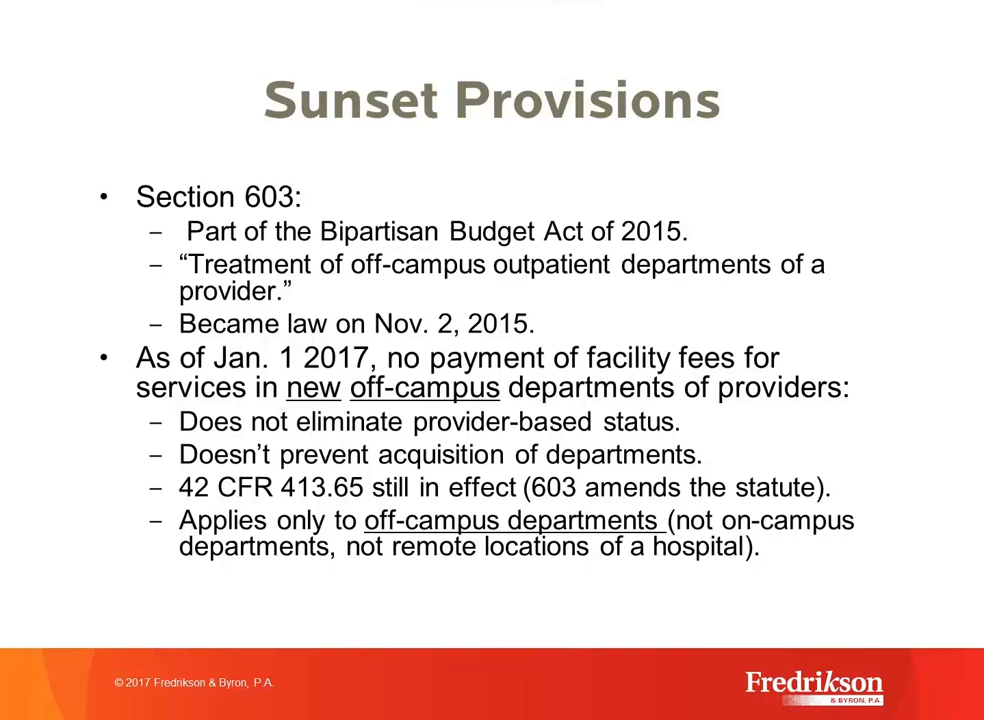 Sunset Provisions
• Section 603:
– Part of the Bipartisan Budget Act of 2015.
– “Treatment of off-campus outpatient departments of a
provider.”
– Became law on Nov. 2, 2015.
• As of Jan. 1 2017, no payment of facility fees for
services in new off-campus departments of providers:
– Does not eliminate provider-based status.
– Doesn’t prevent acquisition of departments.
– 42 CFR 413.65 still in effect (603 amends the statute).
– Applies only to off-campus departments (not on-campus
departments, not remote locations of a hospital).
© 2017 Fredrikson & Byron, P.A.
Fredrikson
& BYRON, P.A.